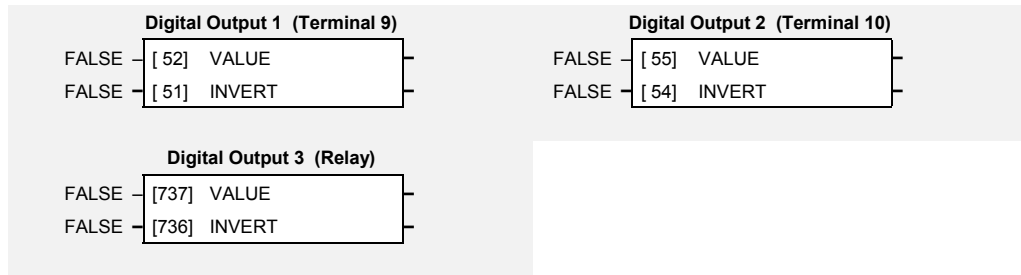 Digital Output 1 (Terminal 9)
FALSE [ 52] VALUE
FALSE [ 51] INVERT
Digital Output 2 (Terminal 10)
FALSE [ 55] VALUE
FALSE [ 54] INVERT
Digital Output 3 (Relay)
FALSE [737] VALUE
FALSE [736] INVERT